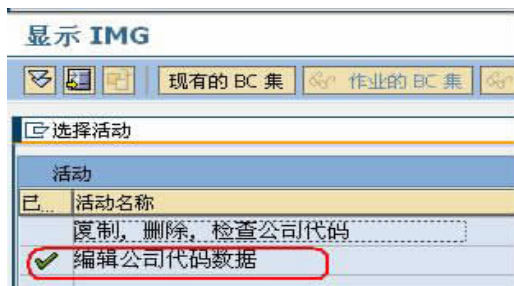 显示 IMG
现有的 BC 集 作业的 BC 集
选择活动
活动
已... 活动名称
复制, 删除, 检查公司代码
编辑公司代码数据